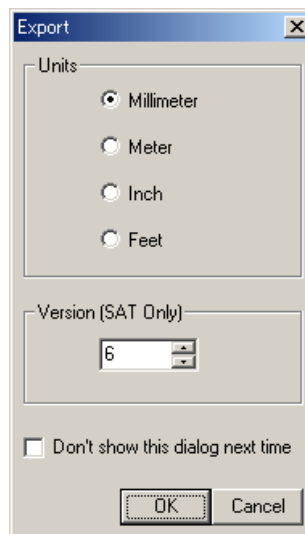 Export
Units
Millimeter
Meter
Inch
Feet
Version (SAT Only)
6
Don't show this dialog next time
OK Cancel